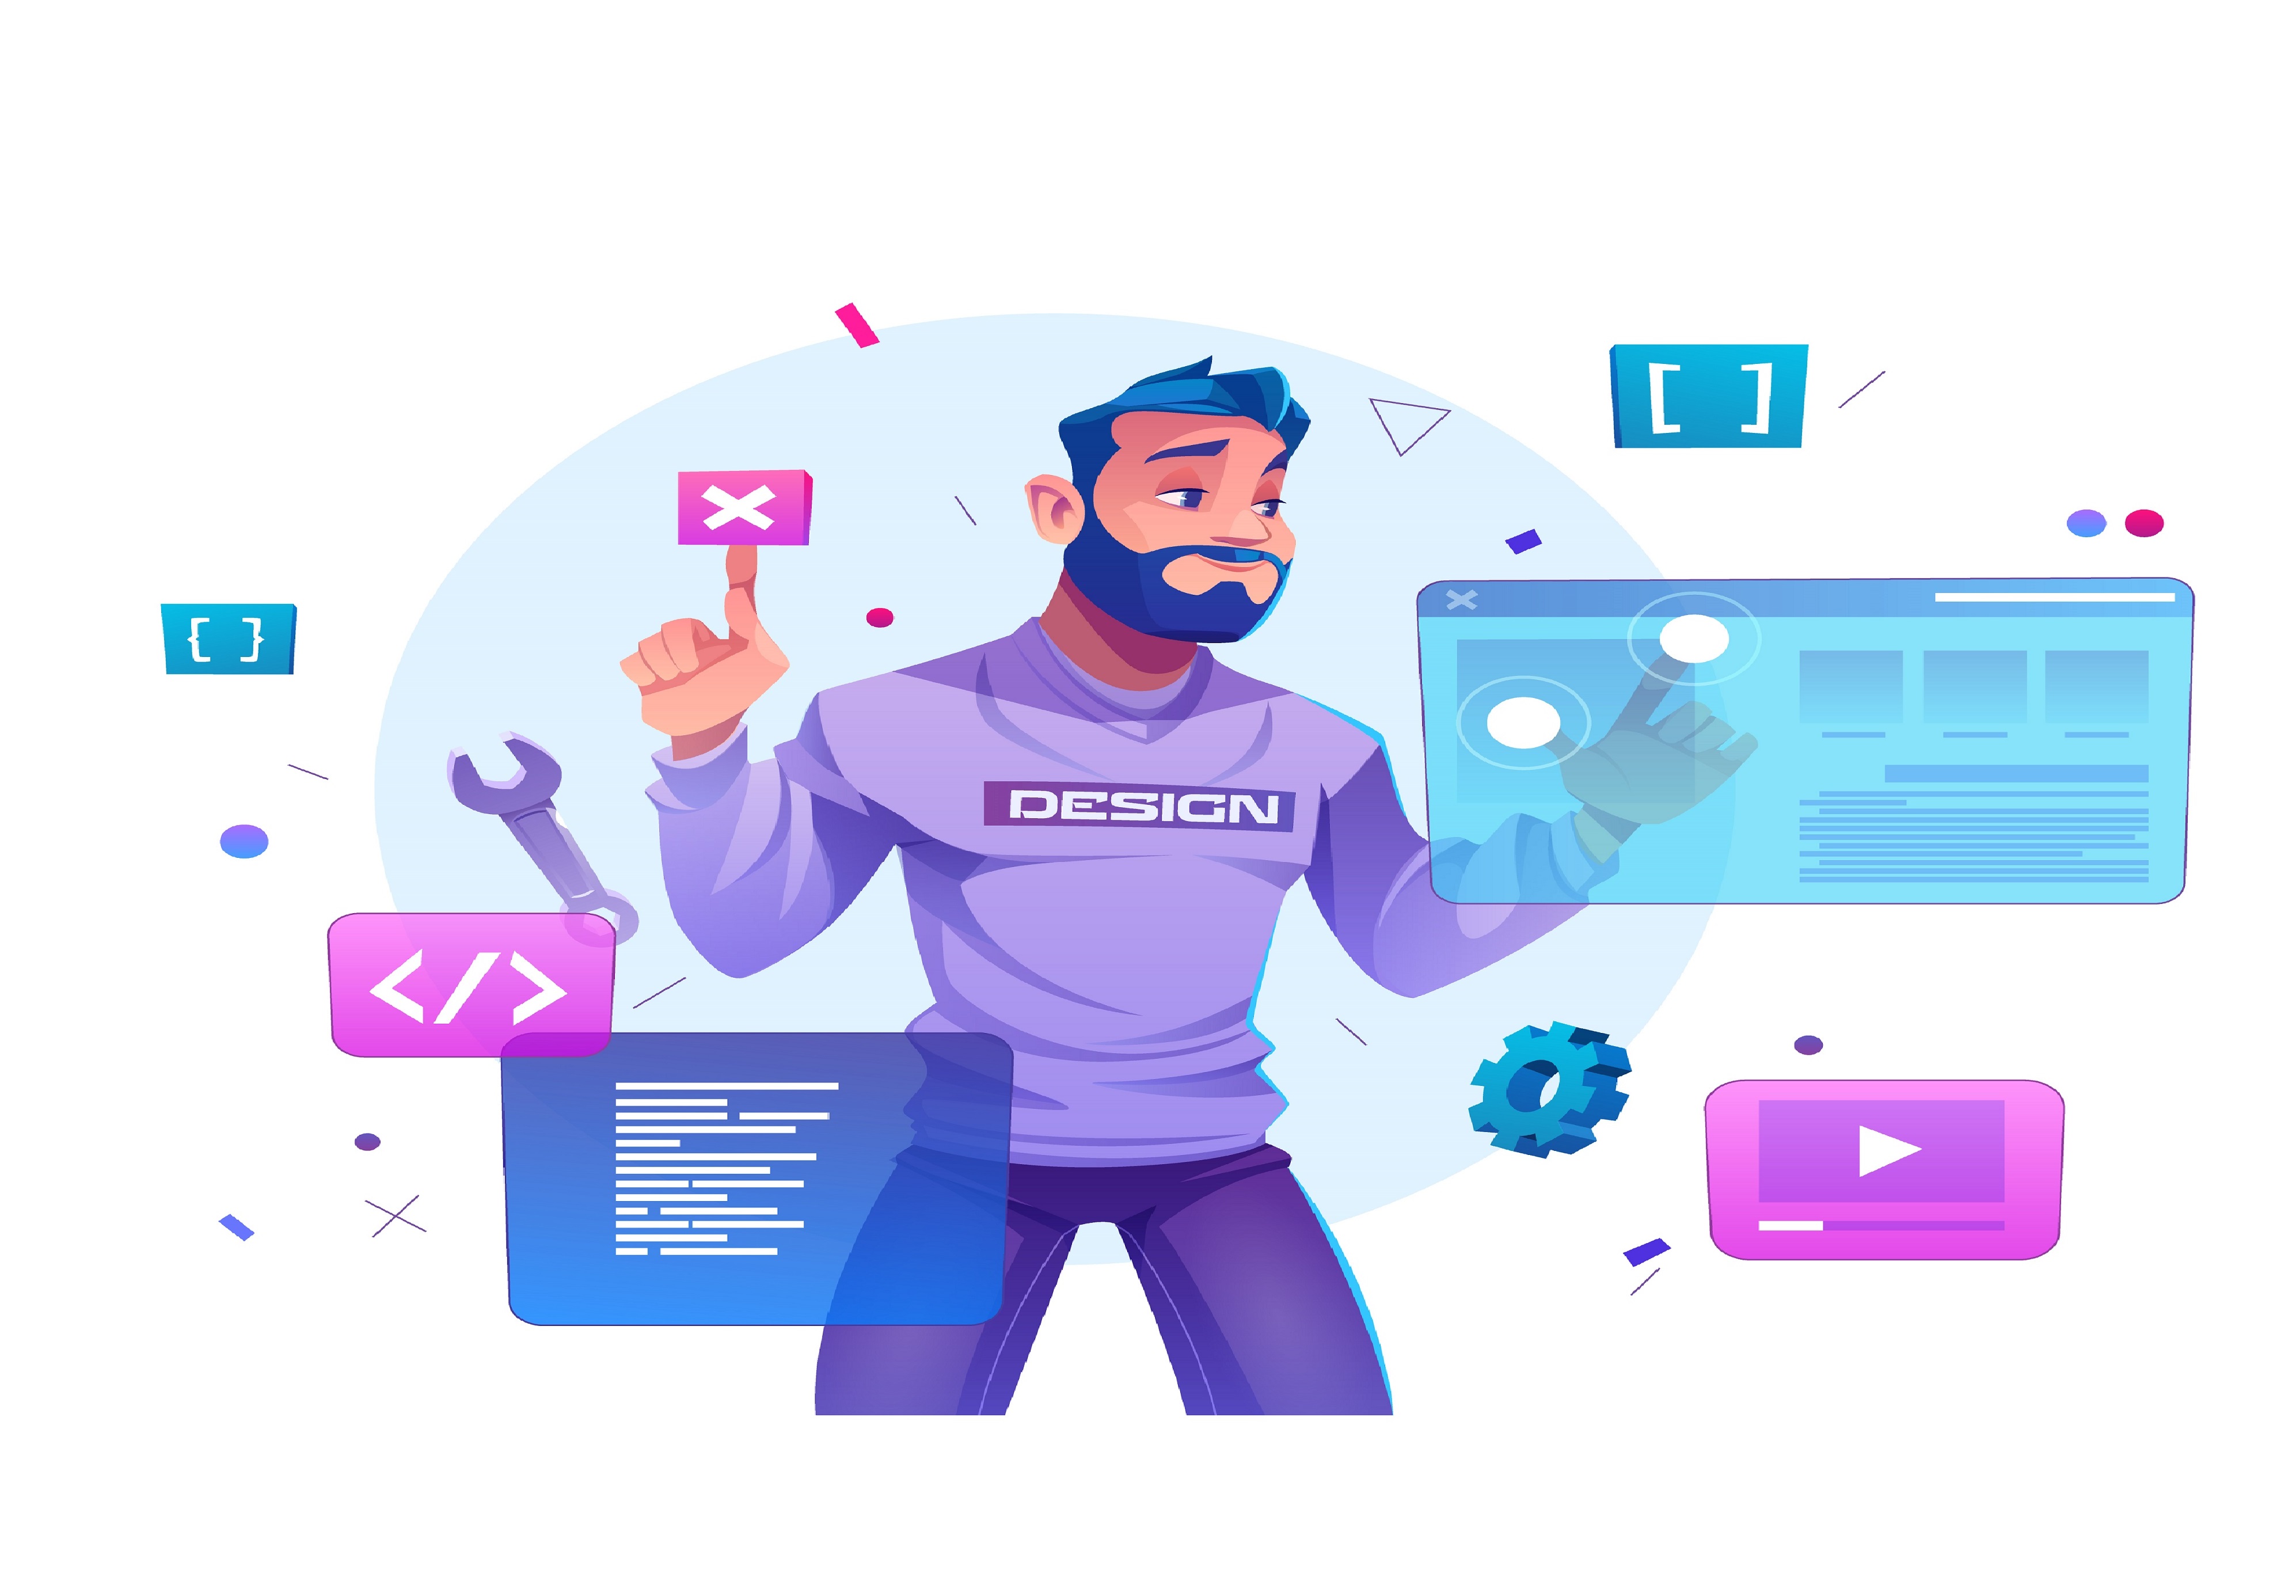 [ ]
{ }
DESIGN
</>